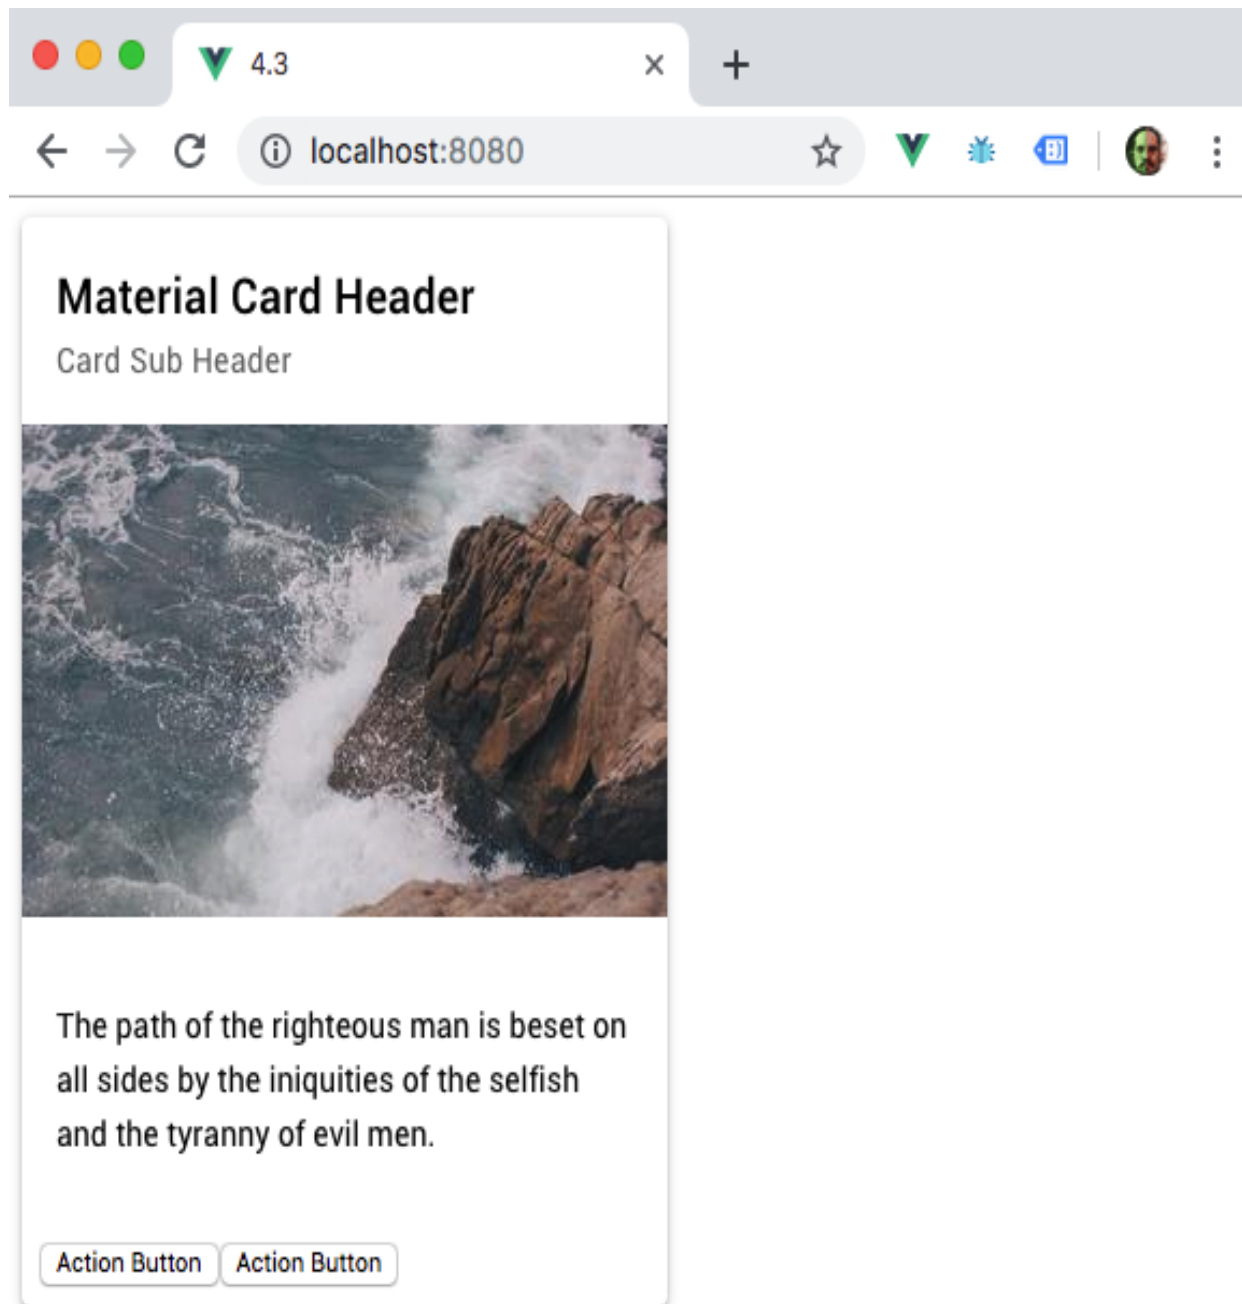 4.3
localhost:8080
Material Card Header
Card Sub Header
The path of the righteous man is beset on
all sides by the iniquities of the selfish
and the tyranny of evil men.
Action Button Action Button